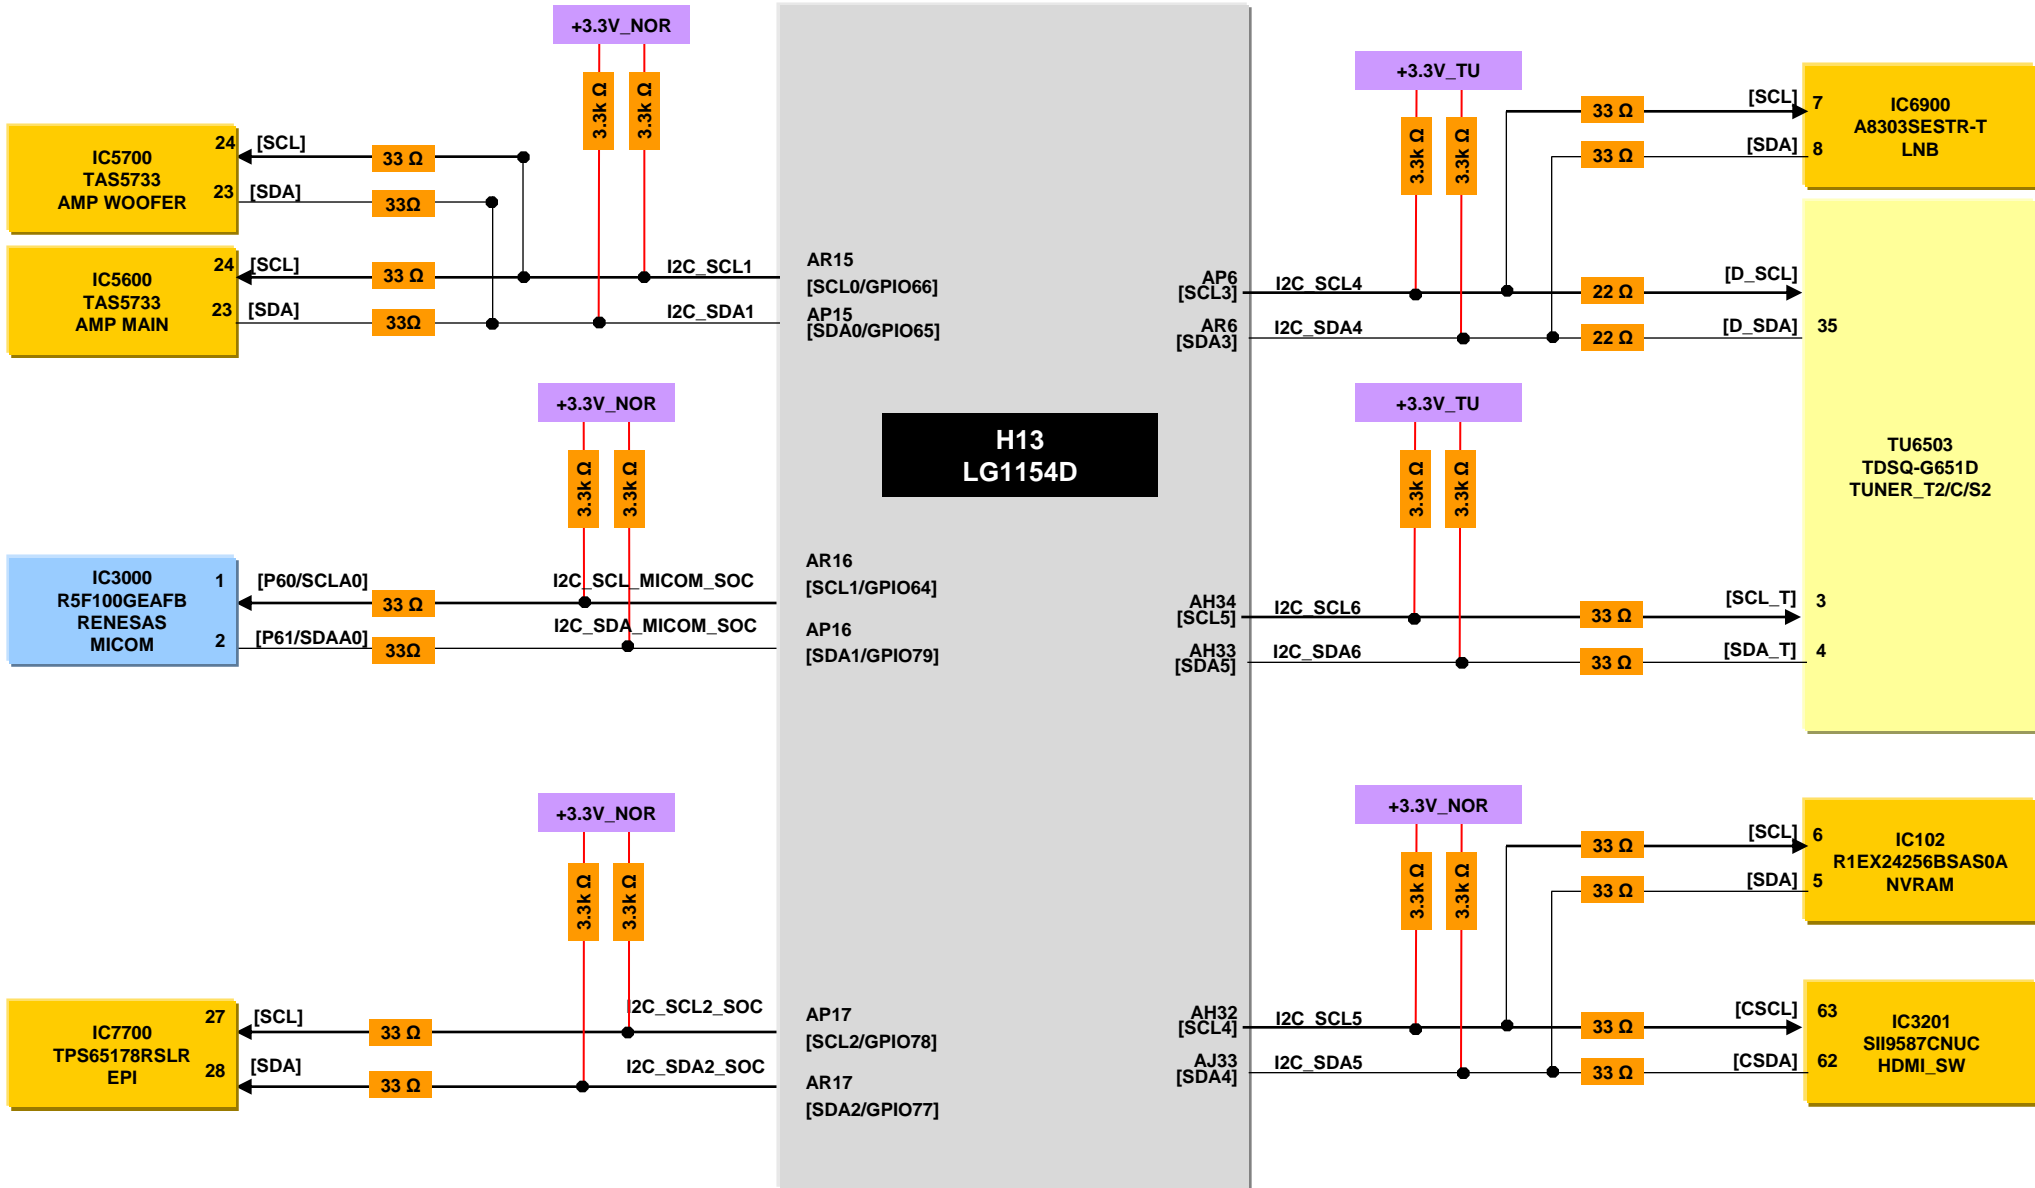 +3.3V_NOR
3.3k Ω
3.3k Ω
IC5700
TAS5733
AMP WOOFER
24
[SCL]
33 Ω
23
[SDA]
33Ω
IC5600
TAS5733
AMP MAIN
24
[SCL]
33 Ω
I2C_SCL1
23
[SDA]
33Ω
I2C_SDA1
AR15
[SCL0/GPIO66]
AP15
[SDA0/GPIO65]
+3.3V_NOR
3.3k Ω
3.3k Ω
IC3000
R5F100GEAFB
RENESAS
MICOM
1
[P60/SCLA0]
33 Ω
I2C_SCL_MICOM_SOC
2
[P61/SDAA0]
33Ω
I2C_SDA_MICOM_SOC
AR16
[SCL1/GPIO64]
AP16
[SDA1/GPIO79]
+3.3V_NOR
3.3k Ω
3.3k Ω
IC7700
TPS65178RSLR
EPI
27
[SCL]
33 Ω
I2C_SCL2_SOC
28
[SDA]
33 Ω
I2C_SDA2_SOC
AP17
[SCL2/GPIO78]
AR17
[SDA2/GPIO77]
H13
LG1154D
+3.3V_TU
3.3k Ω
3.3k Ω
33 Ω
[SCL]
7
33 Ω
[SDA]
8
IC6900
A8303SESTR-T
LNB
AP6
[SCL3]
I2C_SCL4
22 Ω
[D_SCL]
AR6
[SDA3]
I2C_SDA4
22 Ω
[D_SDA]
35
+3.3V_TU
3.3k Ω
3.3k Ω
TU6503
TDSQ-G651D
TUNER_T2/C/S2
AH34
[SCL5]
I2C_SCL6
33 Ω
[SCL_T]
3
AH33
[SDA5]
I2C_SDA6
33 Ω
[SDA_T]
4
+3.3V_NOR
3.3k Ω
3.3k Ω
33 Ω
[SCL]
6
33 Ω
[SDA]
5
IC102
R1EX24256BSAS0A
NVRAM
AH32
[SCL4]
I2C_SCL5
33 Ω
[CSCL]
63
AJ33
[SDA4]
I2C_SDA5
33 Ω
[CSDA]
62
IC3201
SII9587CNUC
HDMI_SW